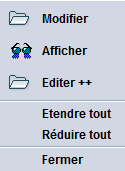 Modifier
Afficher
Editer ++
Etendre tout
Réduire tout
Fermer